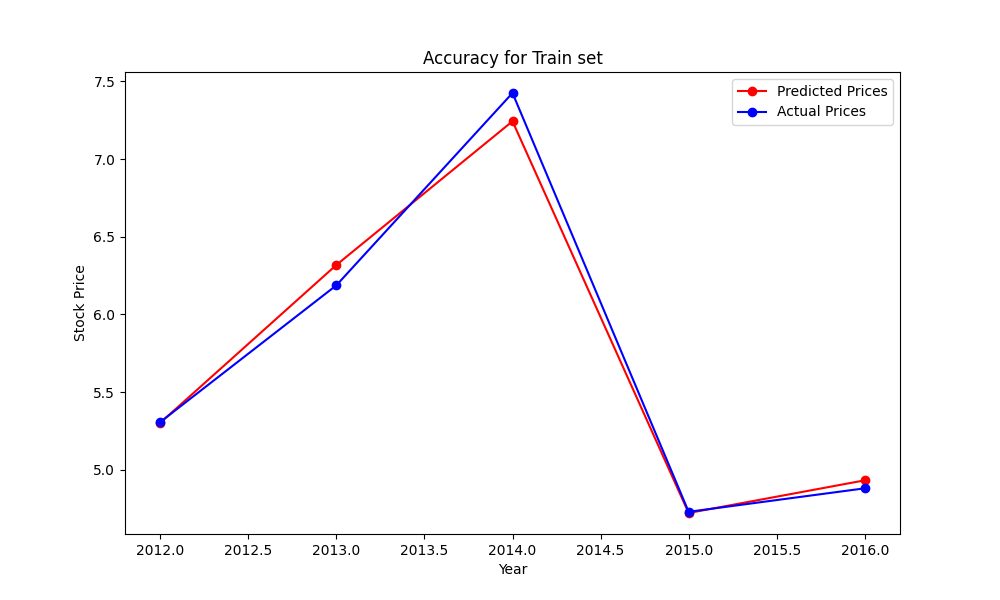 Accuracy for Train set
Predicted Prices
Actual Prices
7.5
7.0
6.5
6.0
5.5
5.0
Stock Price
2012.0 2012.5 2013.0 2013.5 2014.0 2014.5 2015.0 2015.5 2016.0
Year